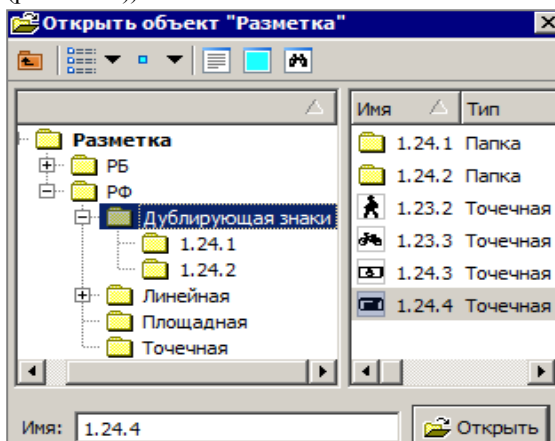 Открыть объект "Разметка"
Имя Тип
Разметка
РБ
РФ
Дублирующая знаки
1.24.1
1.24.2
Линейная
Площадная
Точечная
1.24.1 Папка
1.24.2 Папка
1.23.2 Точечная
1.23.3 Точечная
1.24.3 Точечная
1.24.4 Точечная
Имя: 1.24.4 Открыть